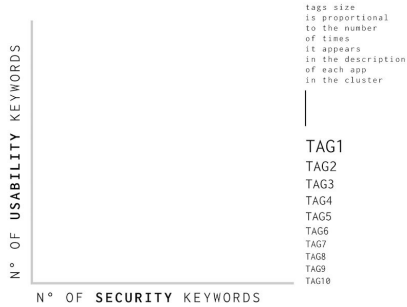 tags size
is proportional
to the number
of times
it appears
in the description
of each app
in the cluster
N° OF USABILITY KEYWORDS
TAG1
TAG2
TAG3
TAG4
TAG5
TAG6
TAG7
TAG8
TAG9
TAG10
N° OF SECURITY KEYWORDS